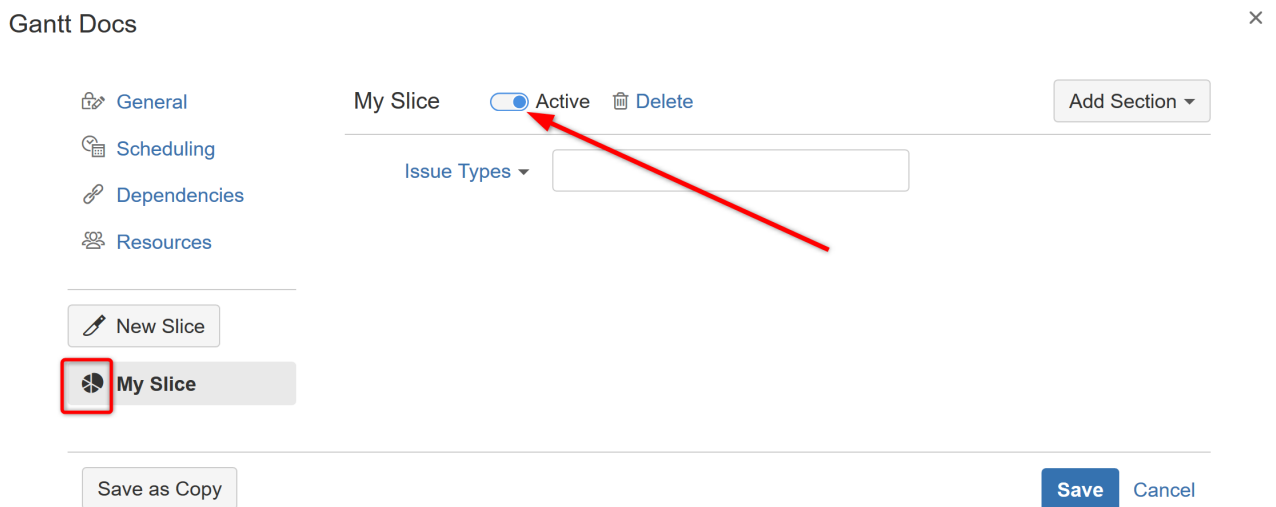 Gantt Docs
General
Scheduling
Dependencies
Resources
New Slice
My Slice
My Slice Active Delete Add Section
Issue Types
Save as Copy Save Cancel